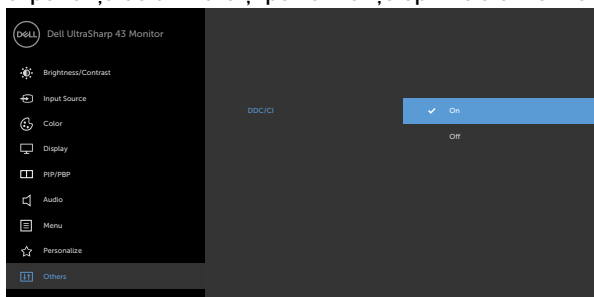 DELL
Dell UltraSharp 43 Monitor
Brightness/Contrast
Input Source
Color
DDC/CI
On
Off
Display
PIP/PBP
Audio
Menu
Personalize
Others